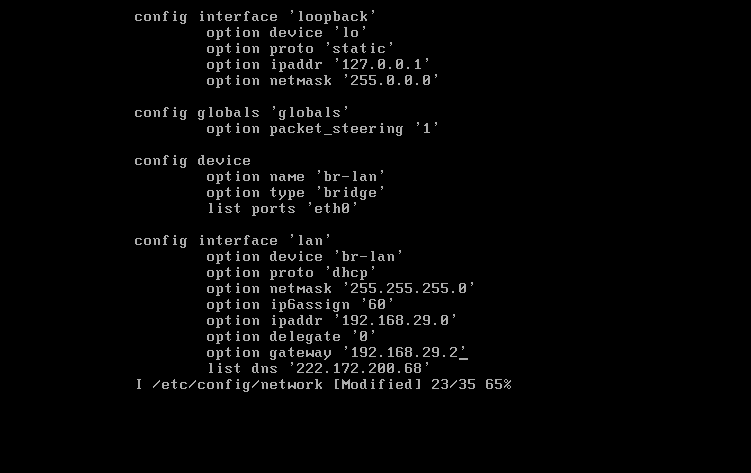 config interface 'loopback'
        option device 'lo'
        option proto 'static'
        option ipaddr '127.0.0.1'
        option netmask '255.0.0.0'

config globals 'globals'
        option packet_steering '1'

config device
        option name 'br-lan'
        option type 'bridge'
        list ports 'eth0'

config interface 'lan'
        option device 'br-lan'
        option proto 'dhcp'
        option netmask '255.255.255.0'
        option ip6assign '60'
        option ipaddr '192.168.29.0'
        option delegate '0'
        option gateway '192.168.29.2'
        list dns '222.172.200.68'
I /etc/config/network [Modified] 23/35 65%